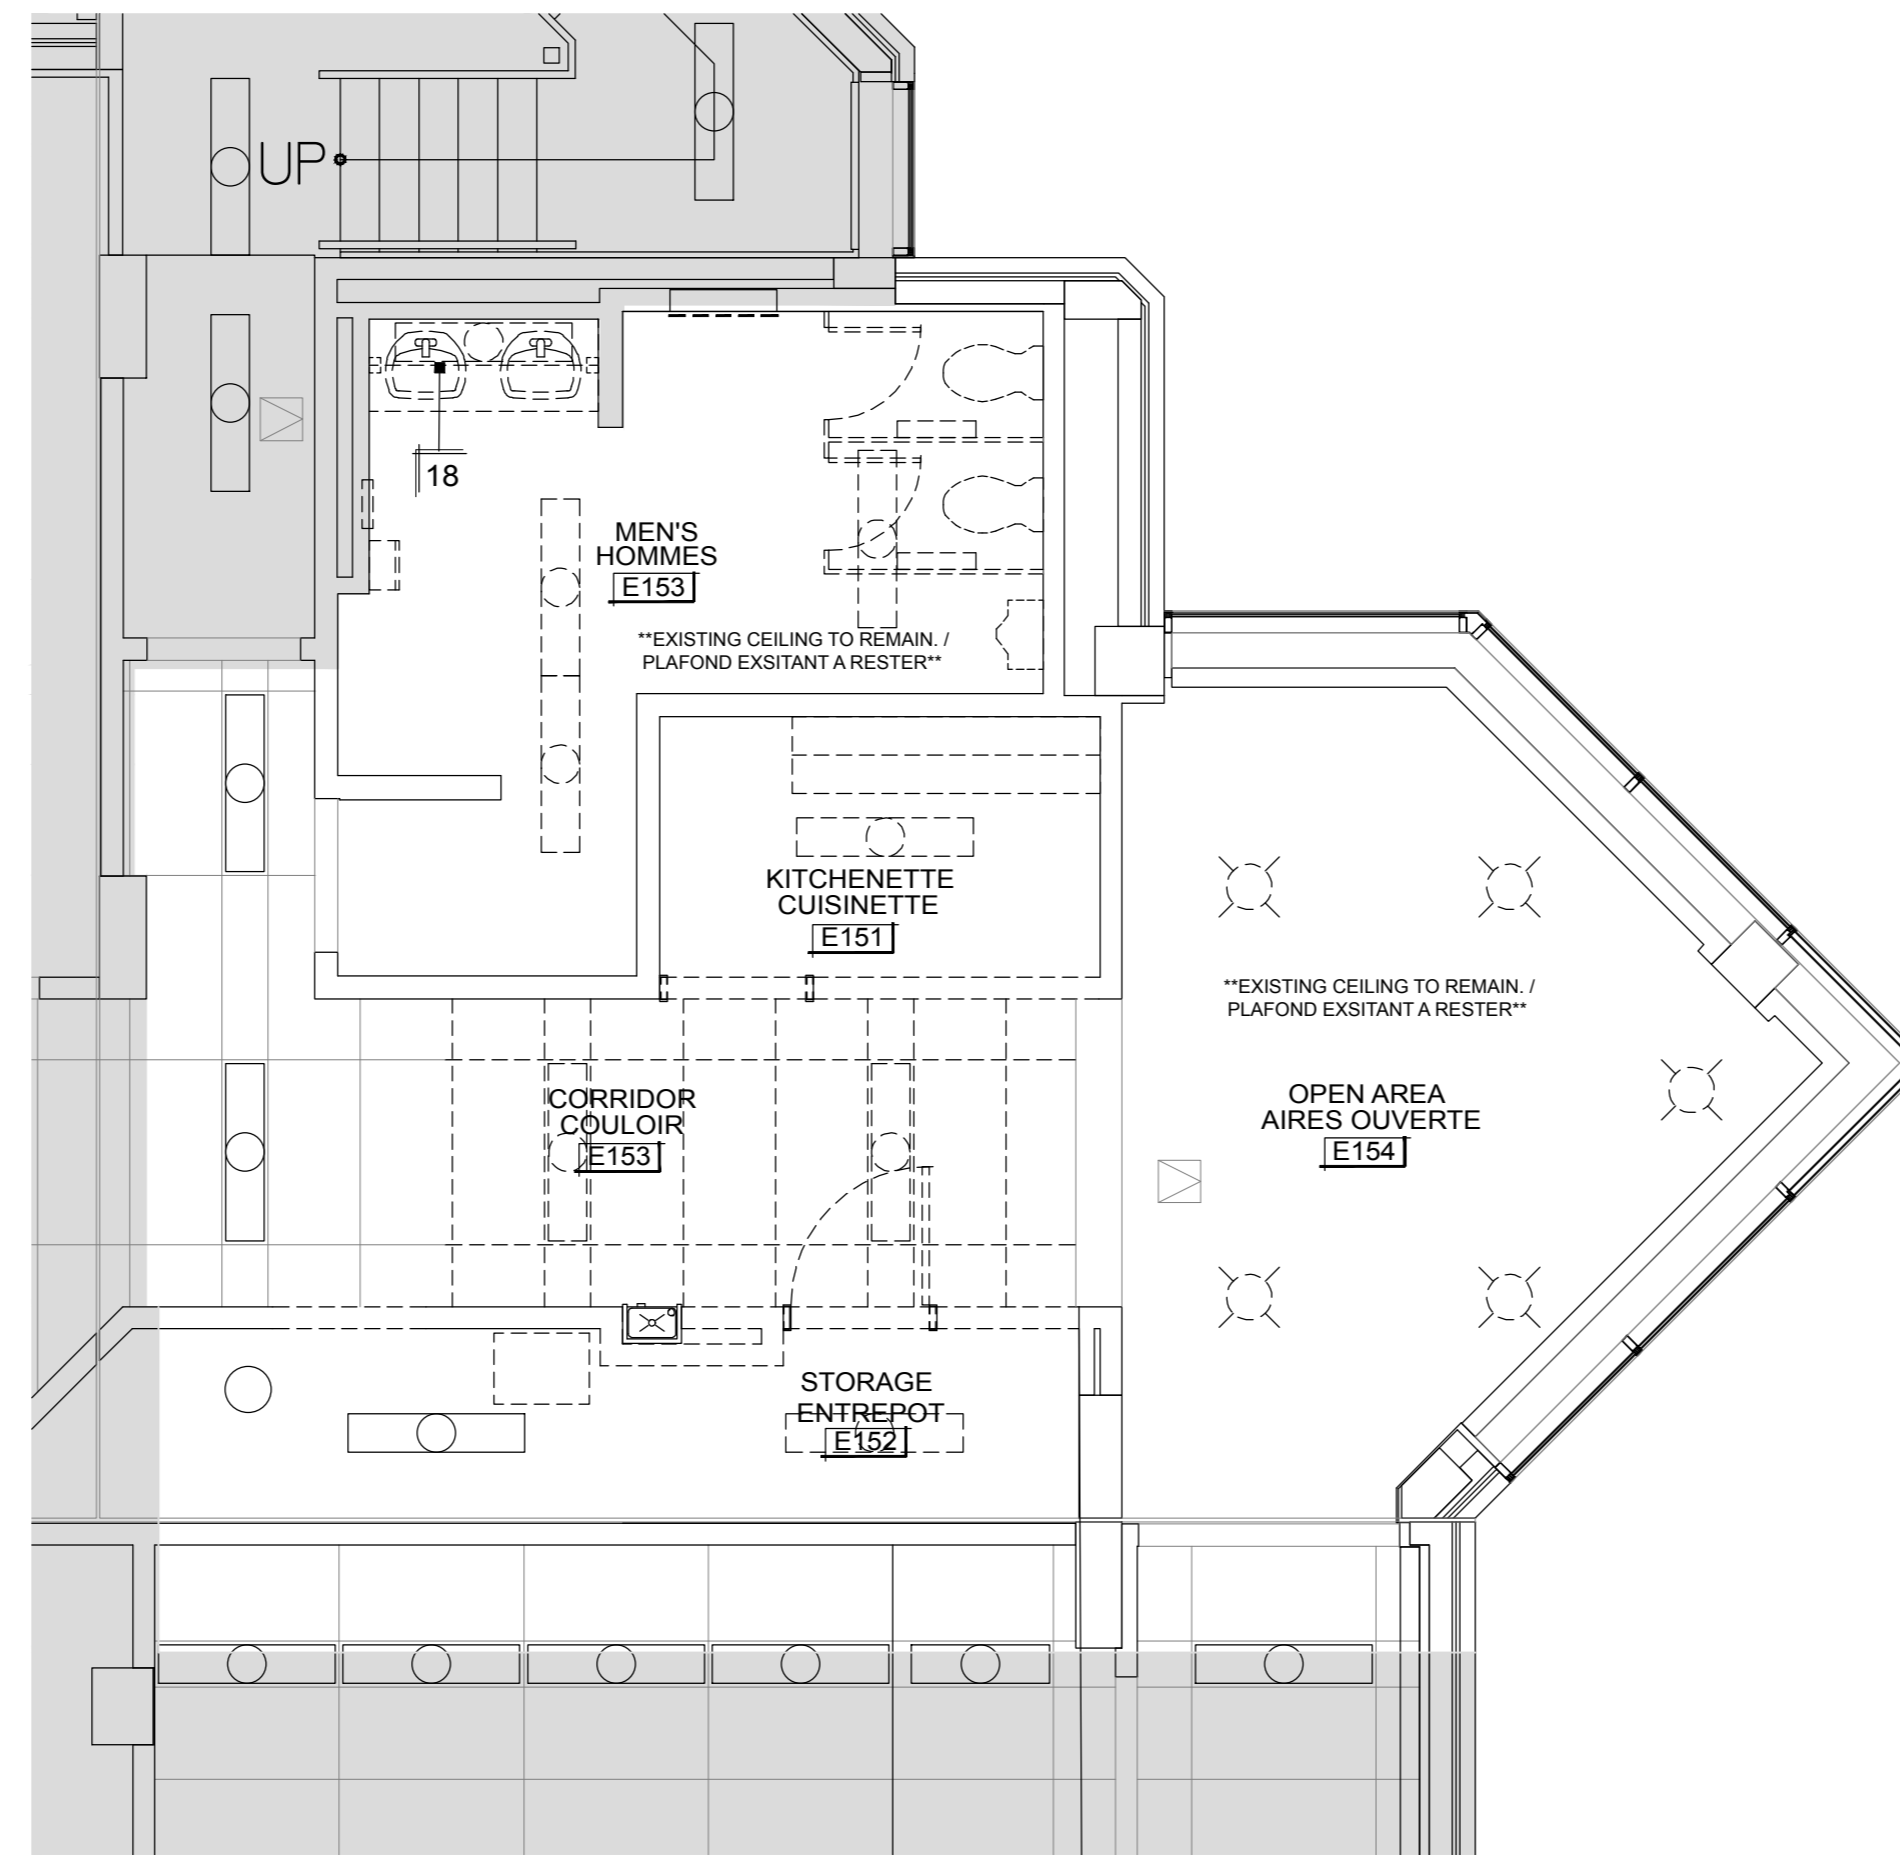 UP
18
MEN'S
HOMMES
E153
**EXISTING CEILING TO REMAIN. /
PLAFOND EXSITANT A RESTER**
KITCHENETTE
CUISINETTE
E151
**EXISTING CEILING TO REMAIN. /
PLAFOND EXSITANT A RESTER**
CORRIDOR
COULOIR
E153
OPEN AREA
AIRES OUVERTE
E154
STORAGE
ENTREPOT
E152